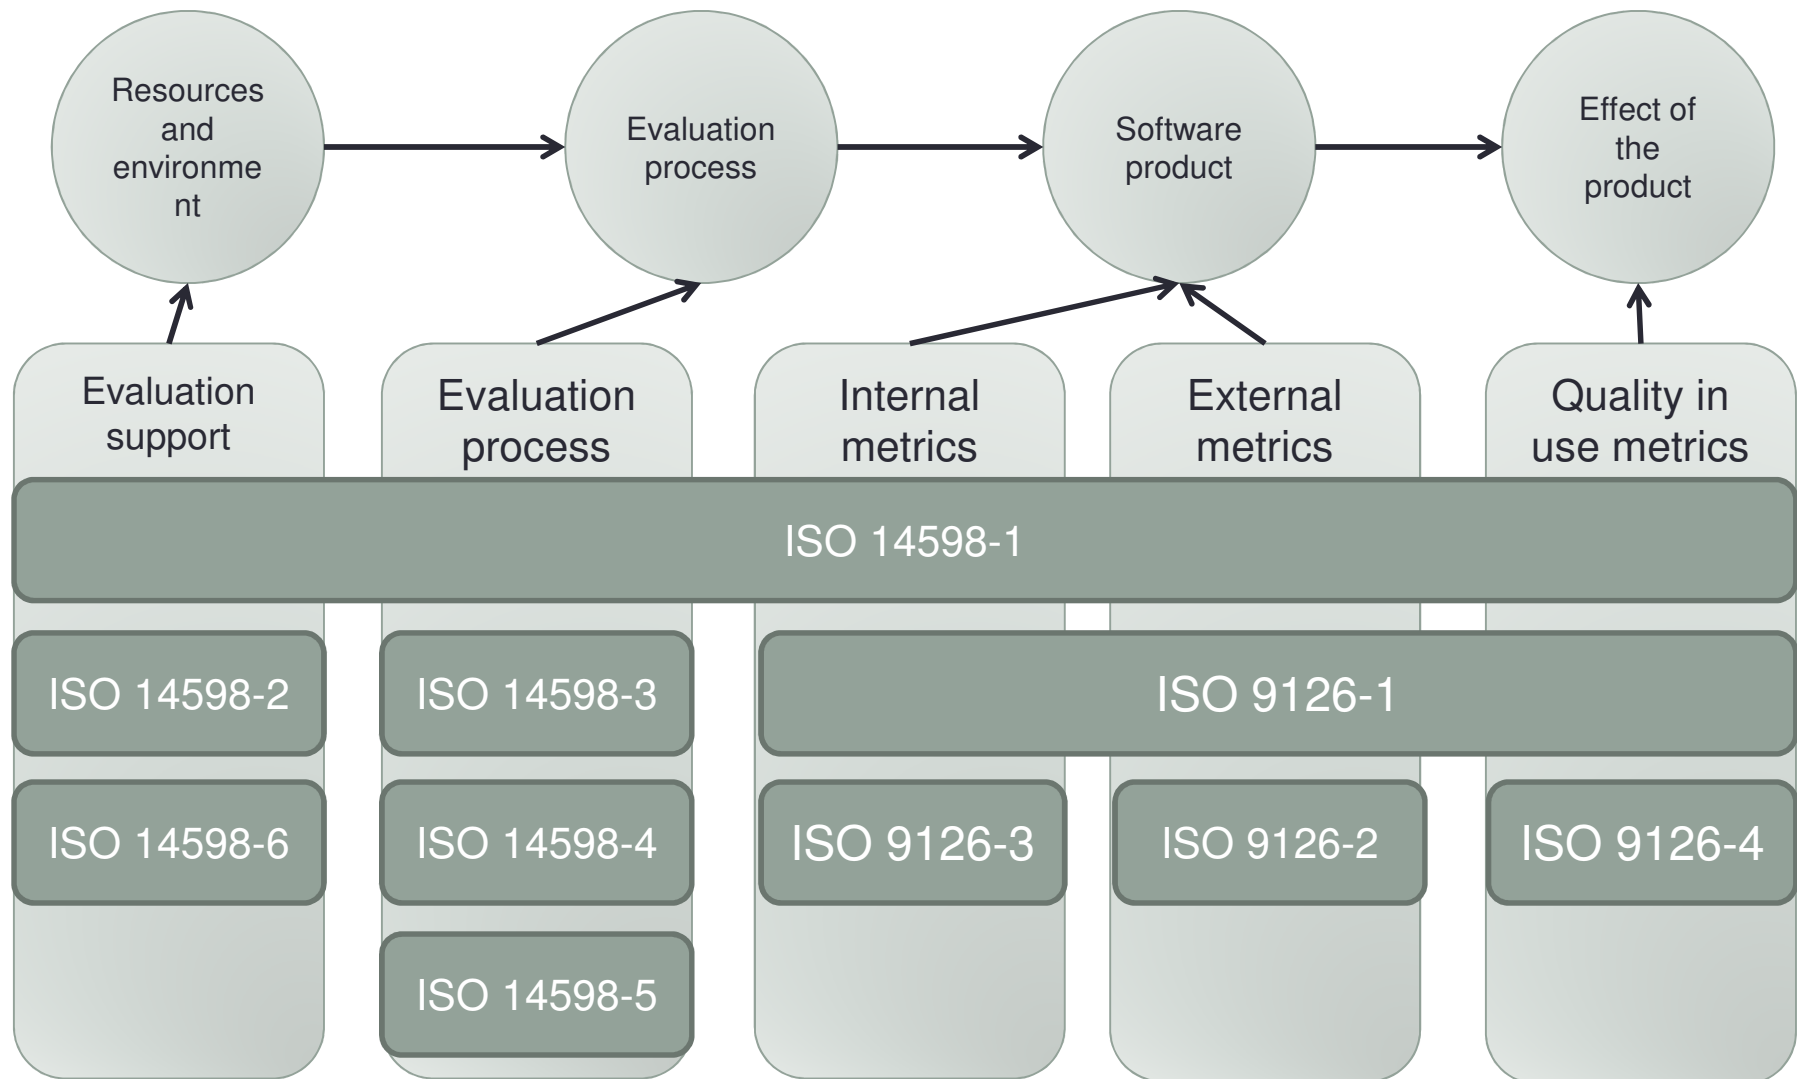 Resources
and
environme
nt
Evaluation
process
Software
product
Effect of
the
product
Evaluation
support
Evaluation
process
Internal
metrics
External
metrics
Quality in
use metrics
ISO 14598-1
ISO 14598-2
ISO 14598-3
ISO 9126-1
ISO 14598-6
ISO 14598-4
ISO 9126-3
ISO 9126-2
ISO 9126-4
ISO 14598-5